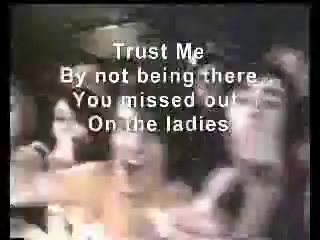 Trust Me
By not being there
You missed out
On the ladies